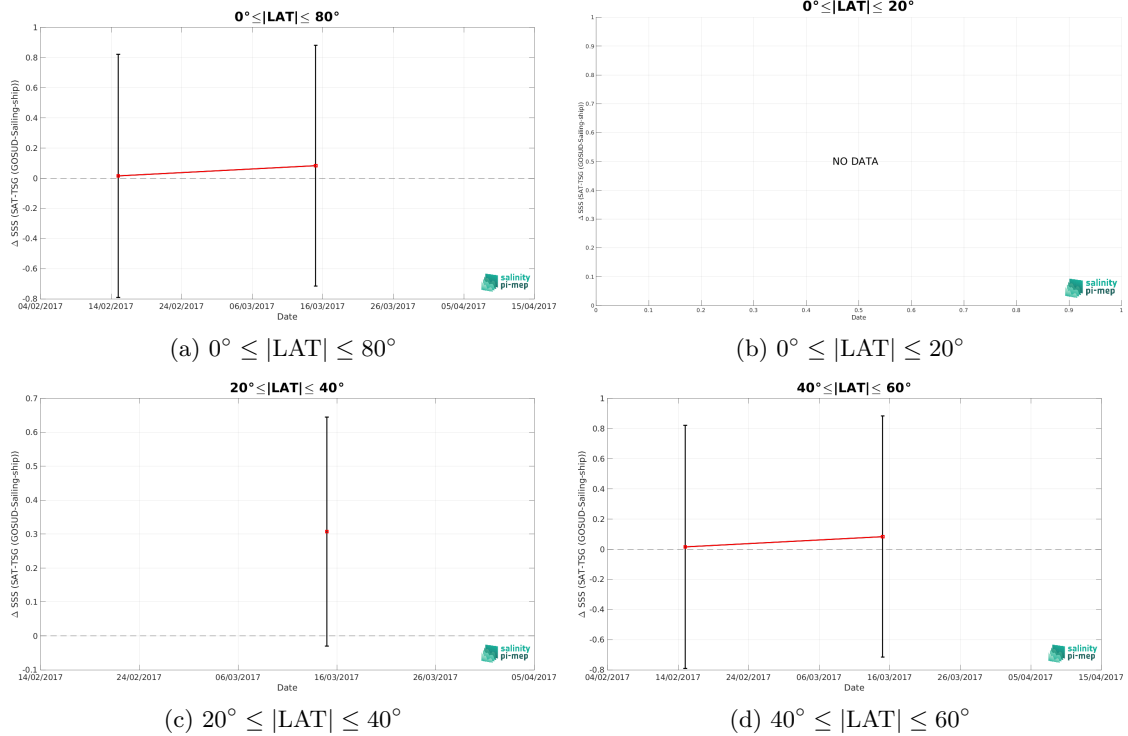 0°≤|LAT|≤ 80°
1
0.8
0.6
0.4
0.2
0
-0.2
-0.4
-0.6
-0.8
Δ SSS (SAT-TSG (GOSUD-Sailing-ship))
04/02/2017 14/02/2017 24/02/2017 06/03/2017 16/03/2017 26/03/2017 05/04/2017 15/04/2017
Date
salinity
pi-mep
(a) 0° ≤ |LAT| ≤ 80°
0°≤|LAT|≤ 20°
1
0.9
0.8
0.7
0.6
0.5
0.4
0.3
0.2
0.1
0
Δ SSS (SAT-TSG (GOSUD-Sailing-ship))
NO DATA
0 0.1 0.2 0.3 0.4 0.5 0.6 0.7 0.8 0.9 1
Date
salinity
pi-mep
(b) 0° ≤ |LAT| ≤ 20°
20°≤|LAT|≤ 40°
0.7
0.6
0.5
0.4
0.3
0.2
0.1
0
-0.1
Δ SSS (SAT-TSG (GOSUD-Sailing-ship))
14/02/2017 24/02/2017 06/03/2017 16/03/2017 26/03/2017 05/04/2017
Date
salinity
pi-mep
(c) 20° ≤ |LAT| ≤ 40°
40°≤|LAT|≤ 60°
1
0.8
0.6
0.4
0.2
0
-0.2
-0.4
-0.6
-0.8
Δ SSS (SAT-TSG (GOSUD-Sailing-ship))
04/02/2017 14/02/2017 24/02/2017 06/03/2017 16/03/2017 26/03/2017 05/04/2017 15/04/2017
Date
salinity
pi-mep
(d) 40° ≤ |LAT| ≤ 60°